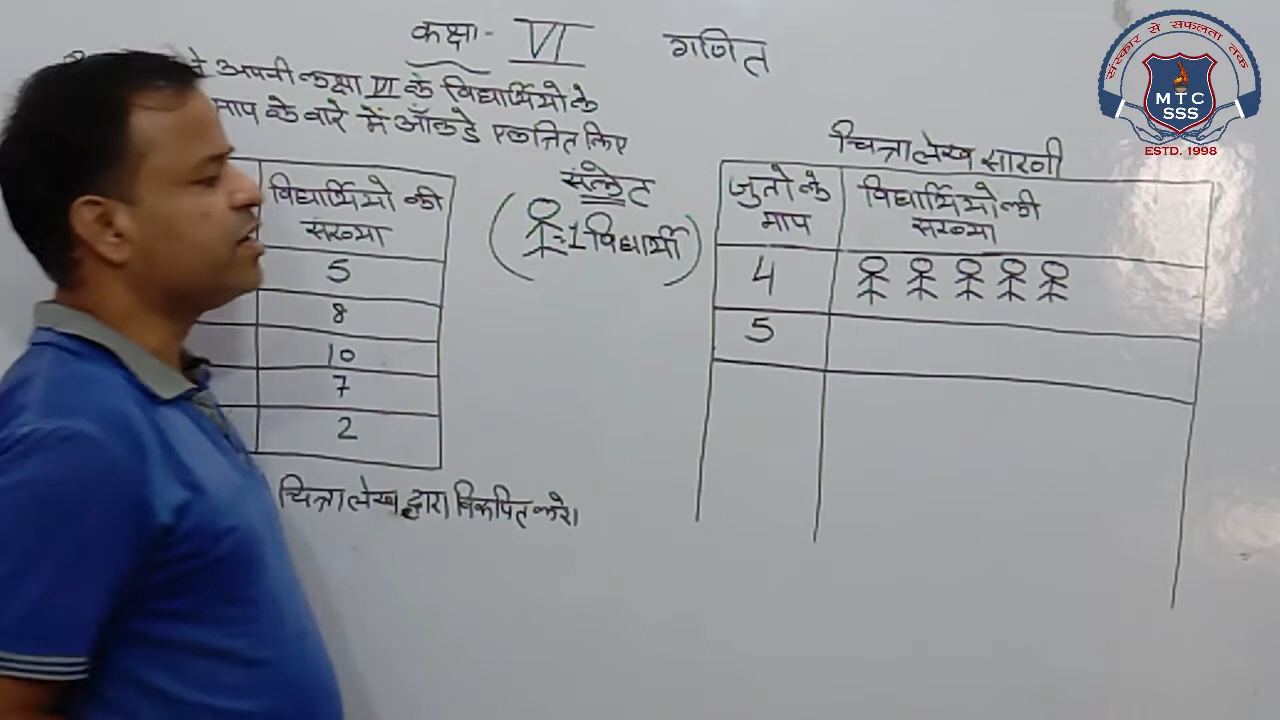 कक्षा - VI गणित
ने अपनी कक्षा VI के विद्यार्थियो के
माप के बारे में आँकडे एकत्रित किए
विद्यार्थियो की
संख्या
5
8
10
7
2
चित्रालेख द्वारा निरूपित करे।
संकेत
= 1 विद्यार्थी
चित्रालेख सारणी
जुतो के
माप
विद्यार्थियो की
संख्या
4
5
संस्कार से सफलता तक
MTC
SSS
ESTD. 1998